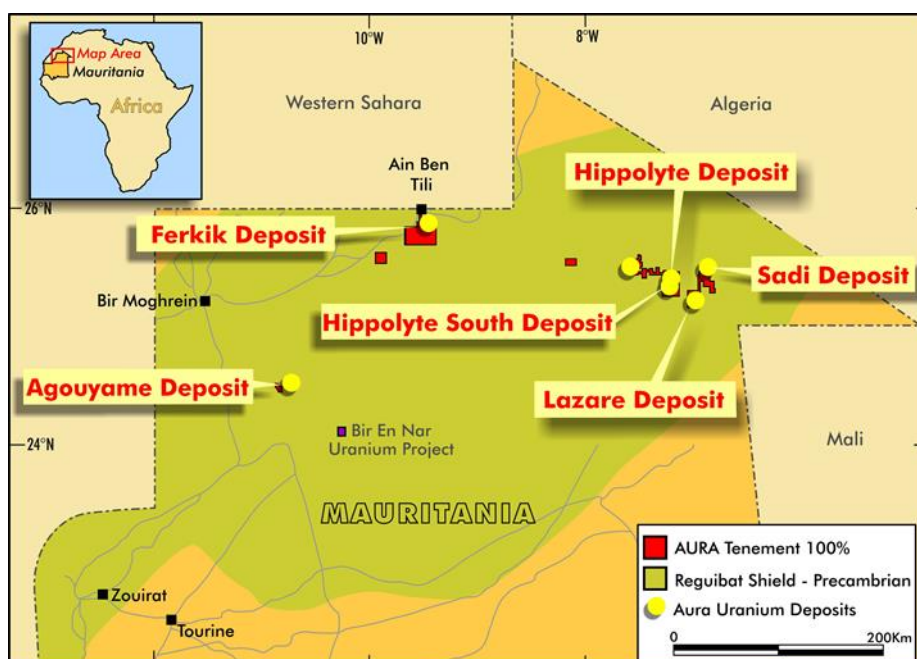 10°W
8°W
Map Area
Mauritania
Africa
Western Sahara
Algeria
Ain Ben
Tili
Hippolyte Deposit
26°N
Ferkik Deposit
Sadi Deposit
Bir Moghrein
Hippolyte South Deposit
Agouyame Deposit
Lazare Deposit
Bir En Nar
Uranium Project
24°N
Mali
MAURITANIA
AURA Tenement 100%
Reguibat Shield - Precambrian
Aura Uranium Deposits
0
200Km
Zouirat
Tourine